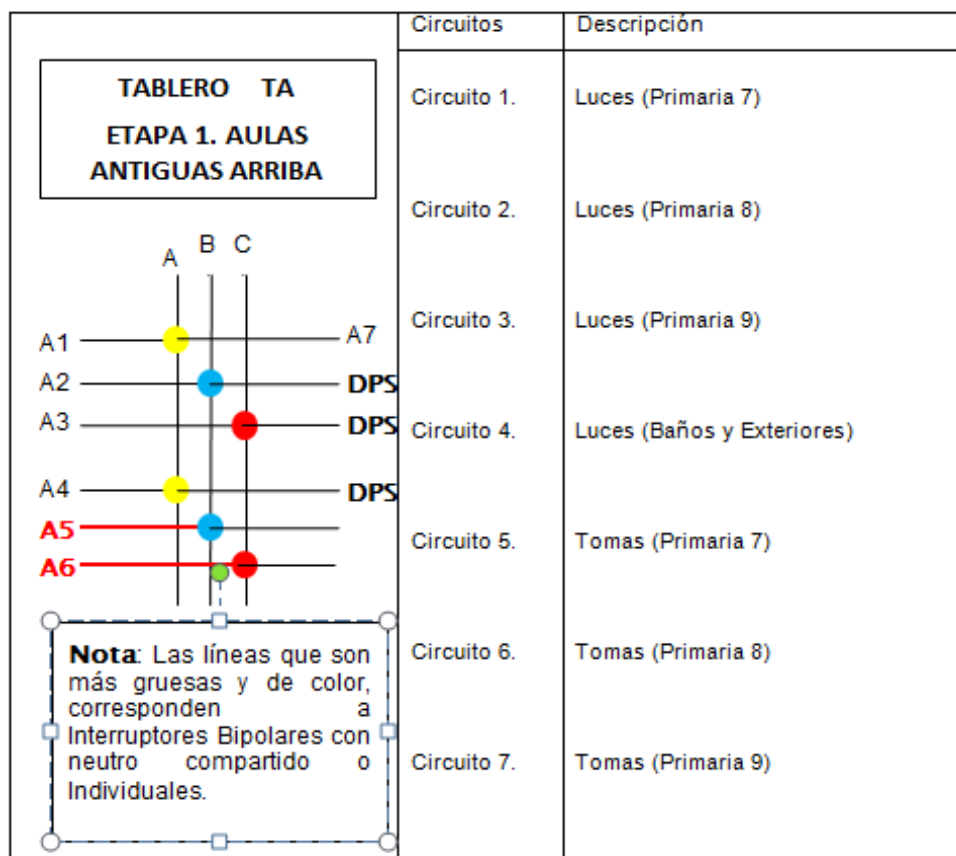 Circuitos Descripción
TABLERO TA
ETAPA 1. AULAS
ANTIGUAS ARRIBA
A B C
A1 A7
A2 DPS
A3 DPS
A4 DPS
A5
A6
Nota: Las líneas que son
más gruesas y de color,
corresponden a
Interruptores Bipolares con
neutro compartido o
Individuales.
Circuito 1. Luces (Primaria 7)
Circuito 2. Luces (Primaria 8)
Circuito 3. Luces (Primaria 9)
Circuito 4. Luces (Baños y Exteriores)
Circuito 5. Tomas (Primaria 7)
Circuito 6. Tomas (Primaria 8)
Circuito 7. Tomas (Primaria 9)